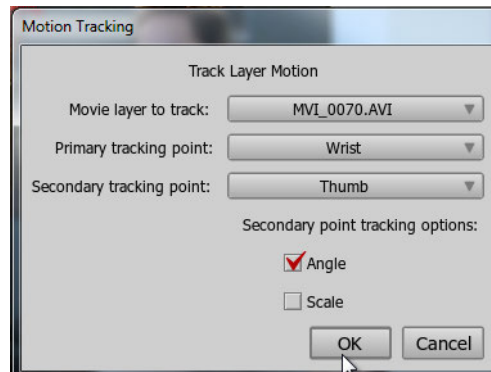 Motion Tracking
Track Layer Motion
Movie layer to track: MVI_0070.AVI
Primary tracking point: Wrist
Secondary tracking point: Thumb
Secondary point tracking options:
Angle
Scale
OK Cancel